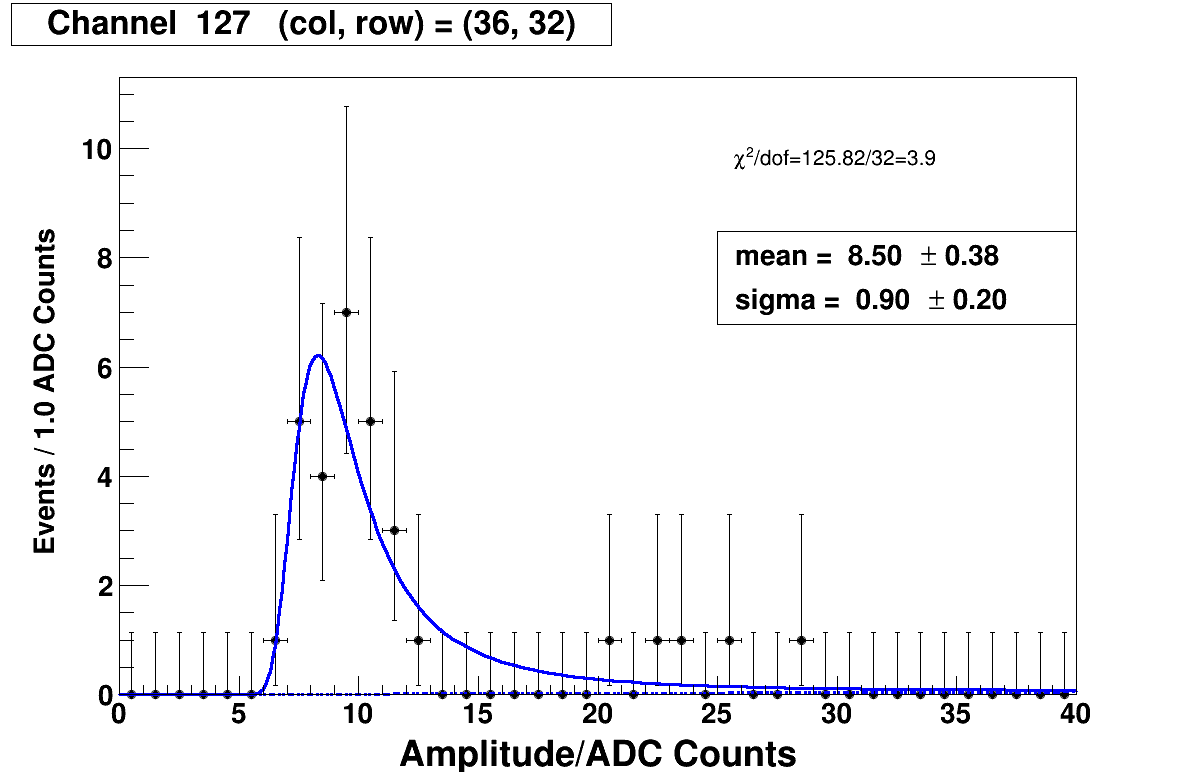 Channel 127 (col, row) = (36, 32)
χ²/dof=125.82/32=3.9
mean = 8.50 ± 0.38
sigma = 0.90 ± 0.20
Events / 1.0 ADC Counts
10
8
6
4
2
0
0 5 10 15 20 25 30 35 40
Amplitude/ADC Counts